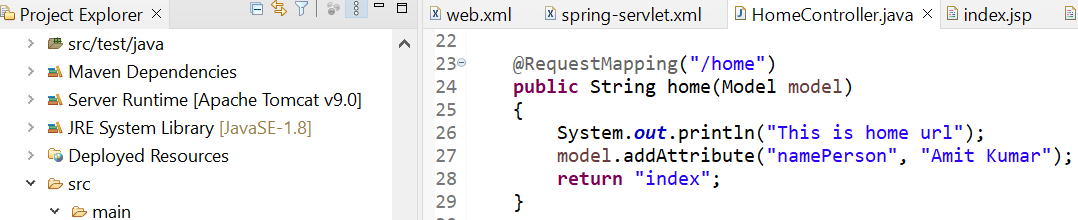 Project Explorer
src/test/java
Maven Dependencies
Server Runtime [Apache Tomcat v9.0]
JRE System Library [JavaSE-1.8]
Deployed Resources
src
main
web.xml
spring-servlet.xml
HomeController.java
index.jsp
22
23 @RequestMapping("/home")
24 public String home(Model model)
25 {
26 System.out.println("This is home url");
27 model.addAttribute("namePerson", "Amit Kumar");
28 return "index";
29 }